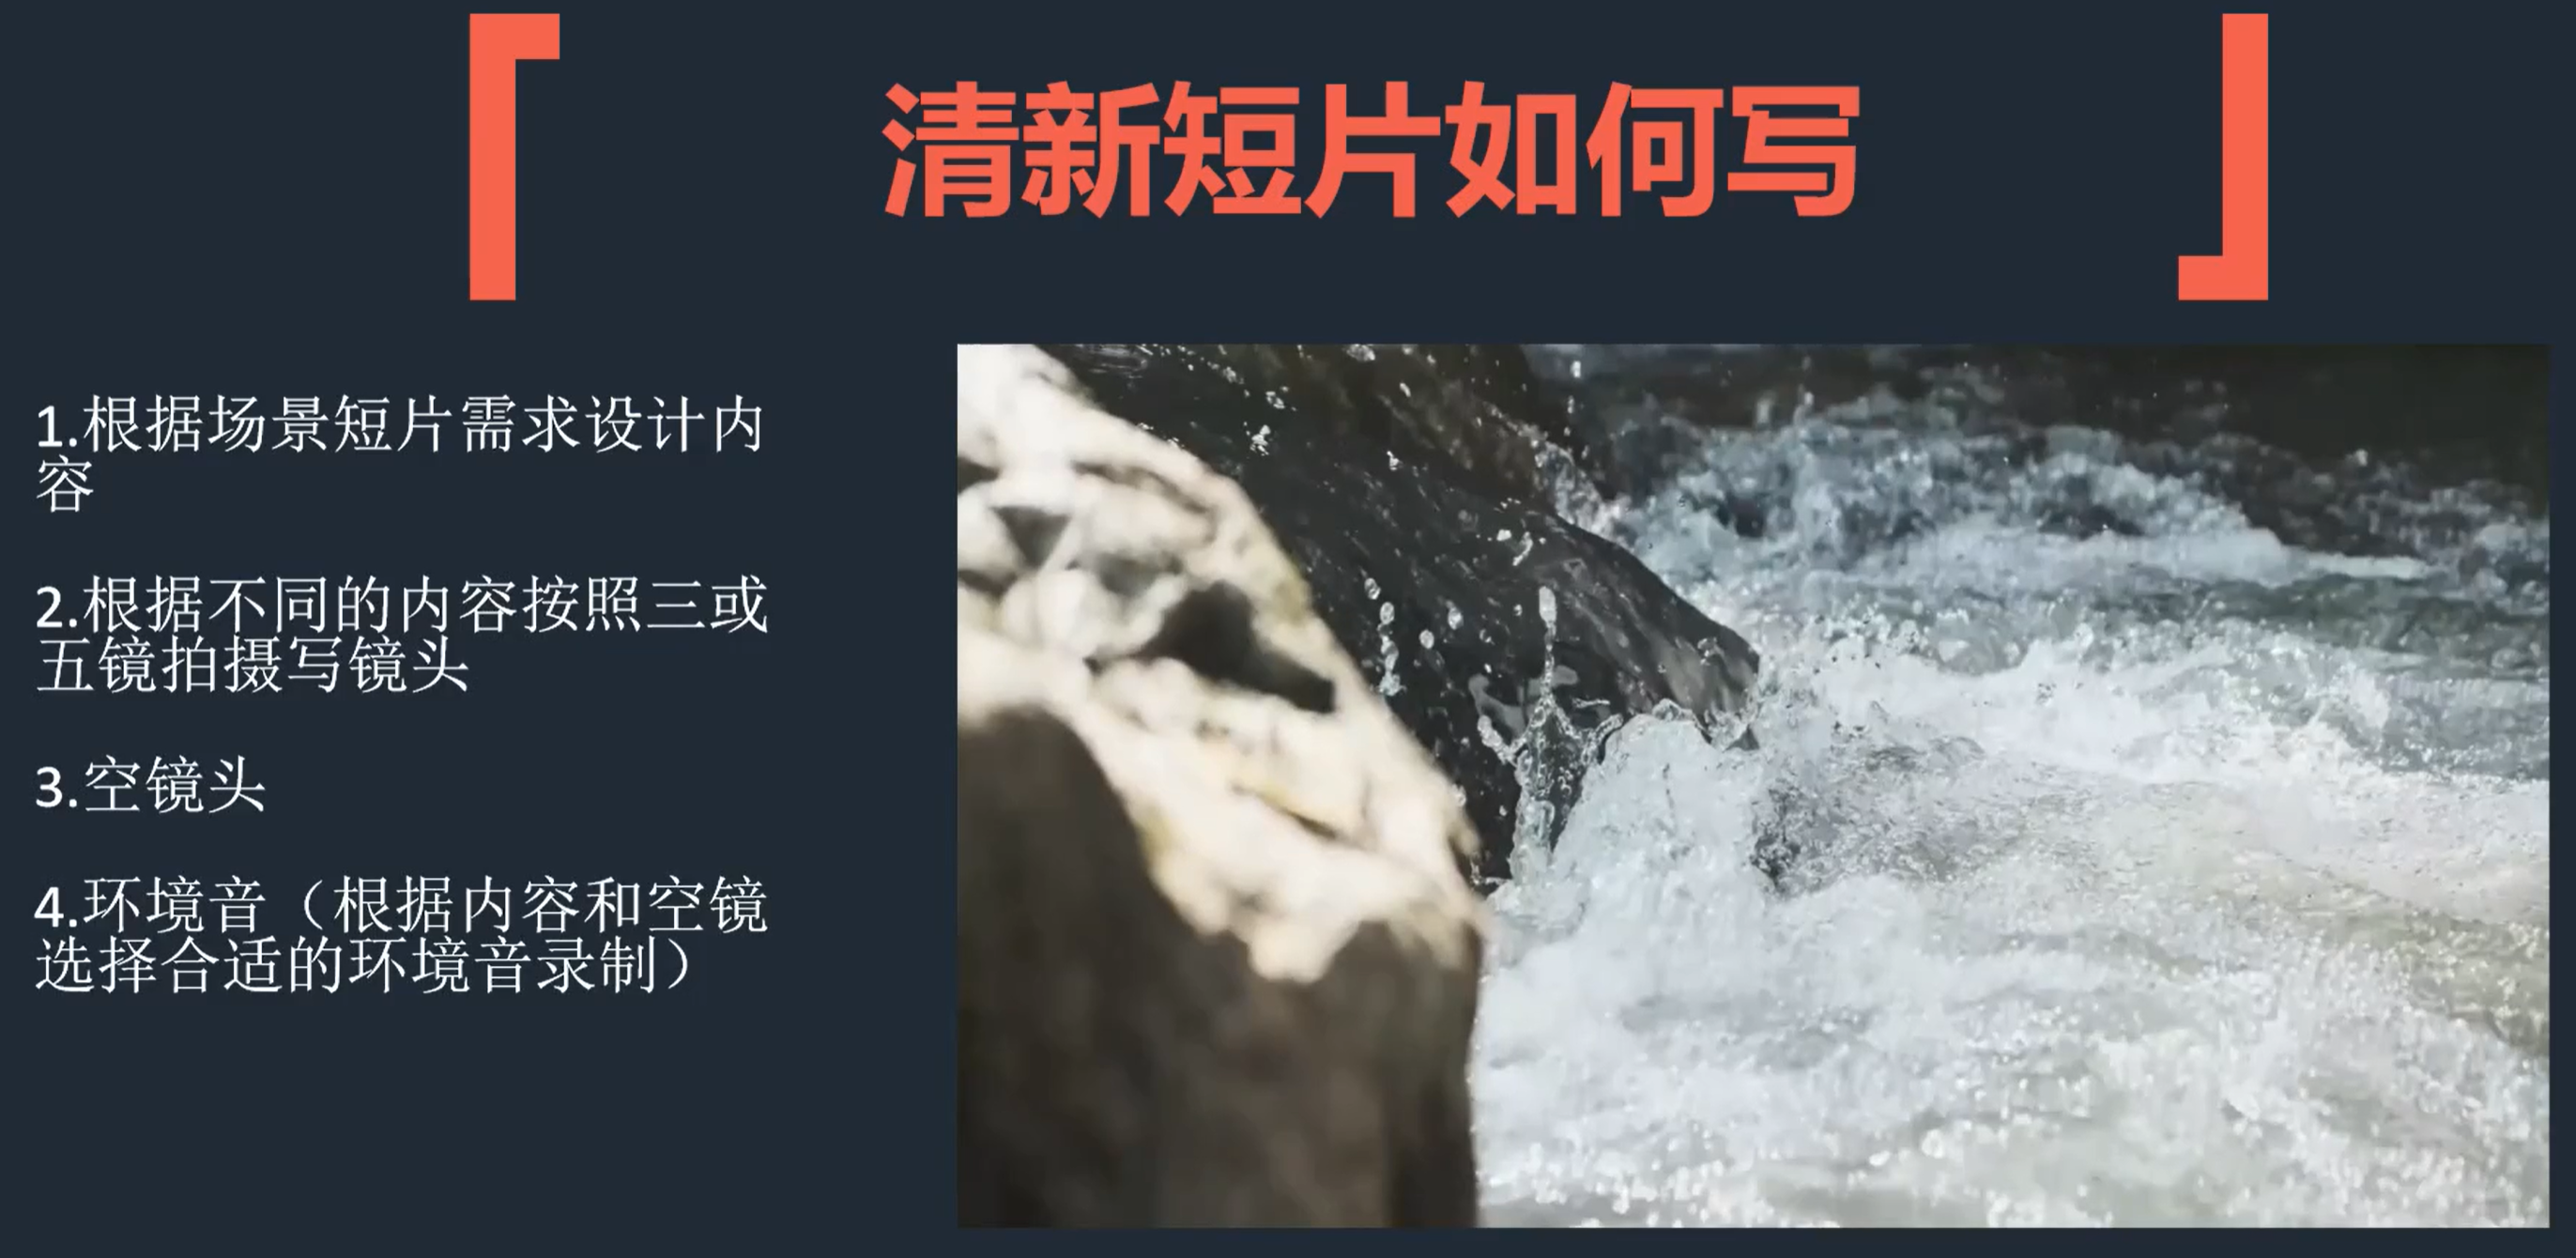 「清新短片如何写」
1.根据场景短片需求设计内
容
2.根据不同的内容按照三或
五镜拍摄写镜头
3.空镜头
4.环境音（根据内容和空镜
选择合适的环境音录制）